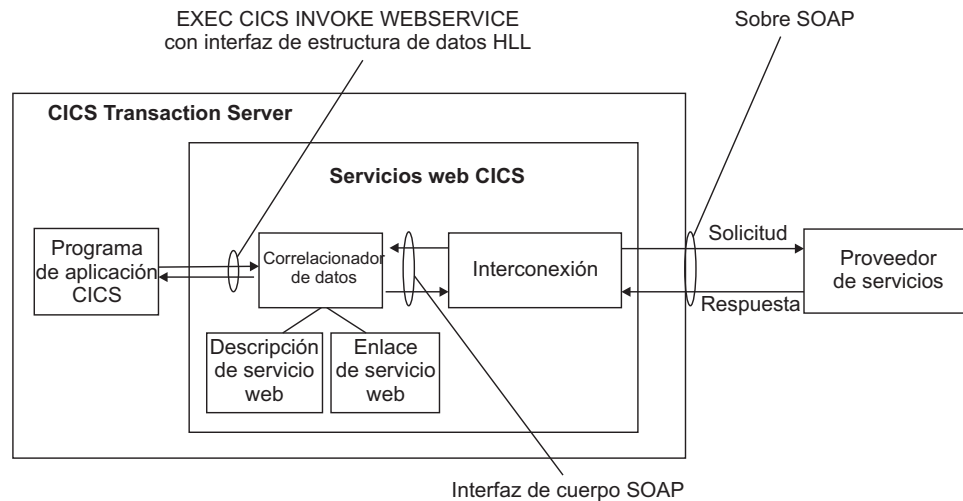 EXEC CICS INVOKE WEBSERVICE
con interfaz de estructura de datos HLL
Sobre SOAP
CICS Transaction Server
Servicios web CICS
Programa
de aplicación
CICS
Correlacionador
de datos
Interconexión
Solicitud
Respuesta
Proveedor
de servicios
Descripción
de servicio
web
Enlace
de servicio
web
Interfaz de cuerpo SOAP